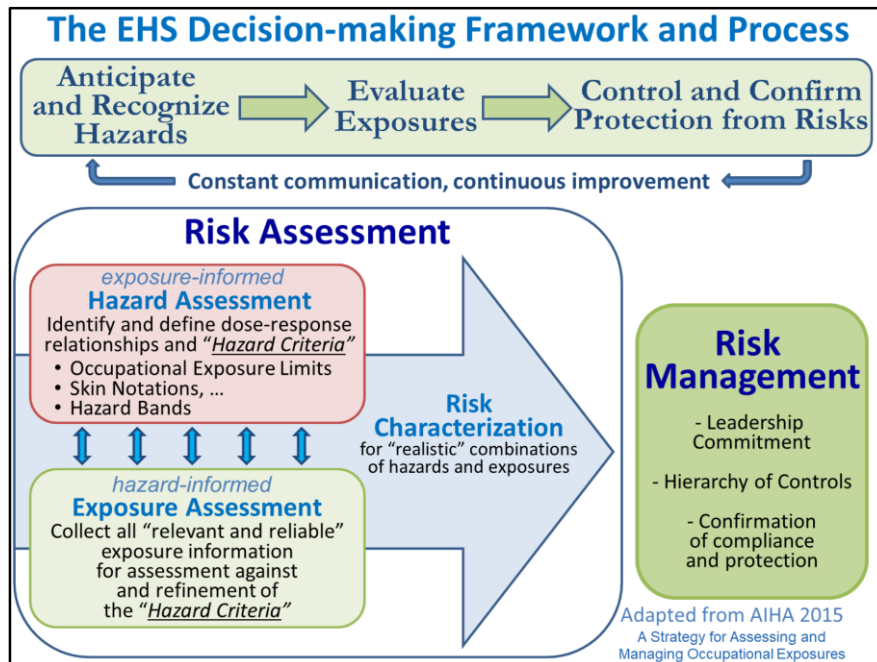 The EHS Decision-making Framework and Process
Anticipate
and Recognize
Hazards
Evaluate
Exposures
Control and Confirm
Protection from Risks
Constant communication, continuous improvement
Risk Assessment
exposure-informed
Hazard Assessment
Identify and define dose-response
relationships and “Hazard Criteria”
• Occupational Exposure Limits
• Skin Notations, …
• Hazard Bands
hazard-informed
Exposure Assessment
Collect all “relevant and reliable”
exposure information
for assessment against
and refinement of
the “Hazard Criteria”
Risk
Characterization
for “realistic” combinations
of hazards and exposures
Risk
Management
- Leadership
Commitment
- Hierarchy of Controls
- Confirmation
of compliance
and protection
Adapted from AIHA 2015
A Strategy for Assessing and
Managing Occupational Exposures